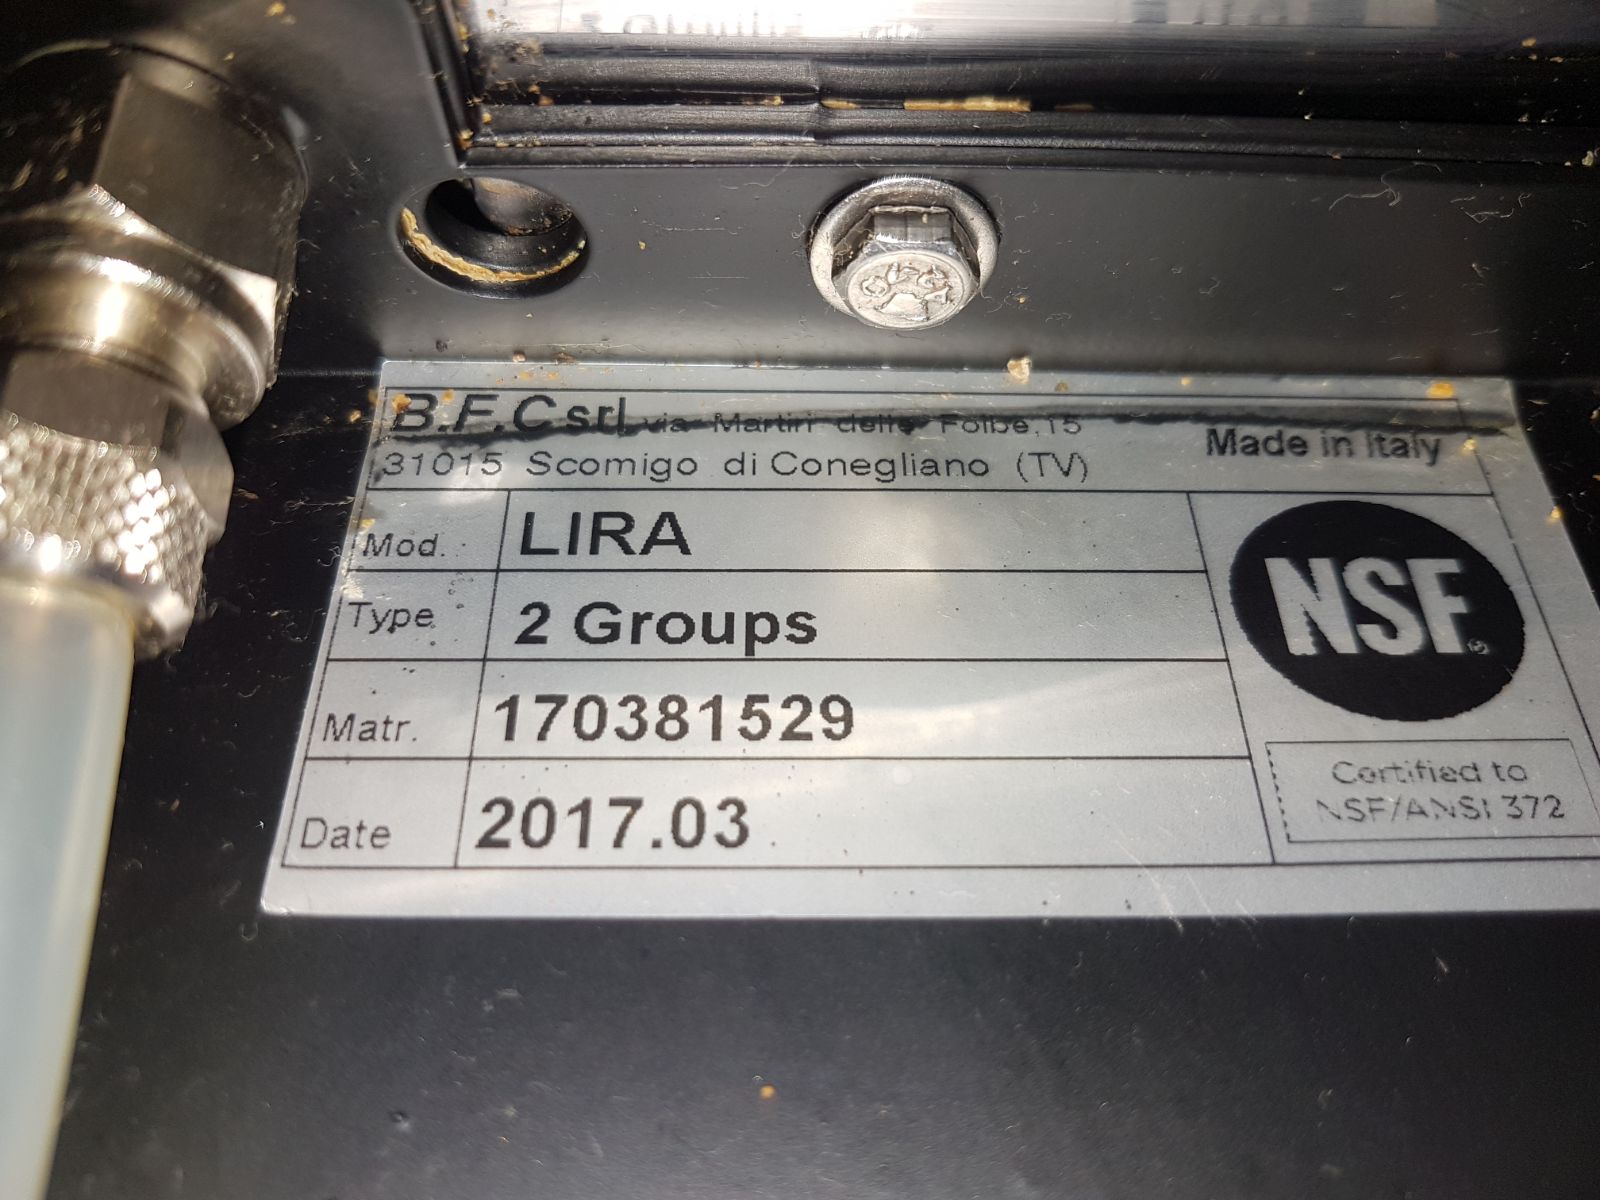 B.F.C srl via Martiri delle Foibe,15
31015 Scomigo di Conegliano (TV)
Made in Italy
Mod. LIRA
Type 2 Groups
Matr. 170381529
Date 2017.03
NSF®
Certified to
NSF/ANSI 372